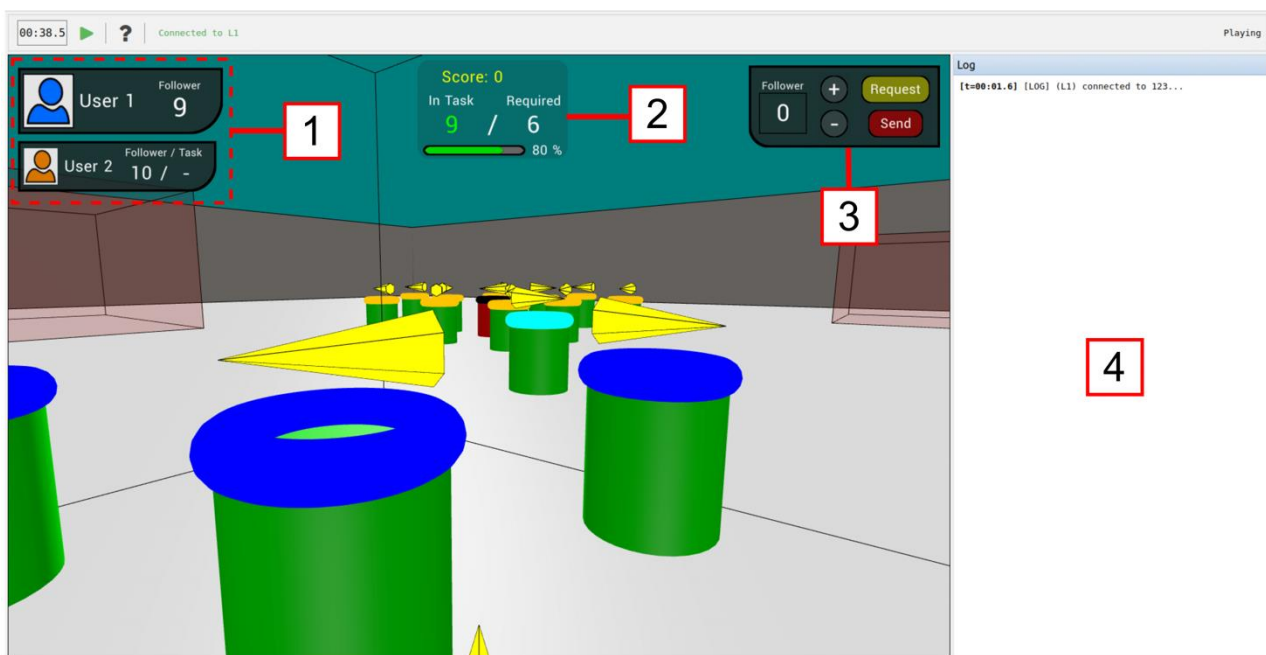 00:38.5 ? Connected to L1 Playing
Log
[t=00:01.6] [LOG] (L1) connected to 123...
User 1 Follower 9
User 2 Follower / Task 10 / -
1
Score: 0
In Task Required
9 / 6
80 %
2
Follower 0 + - Request Send
3
4